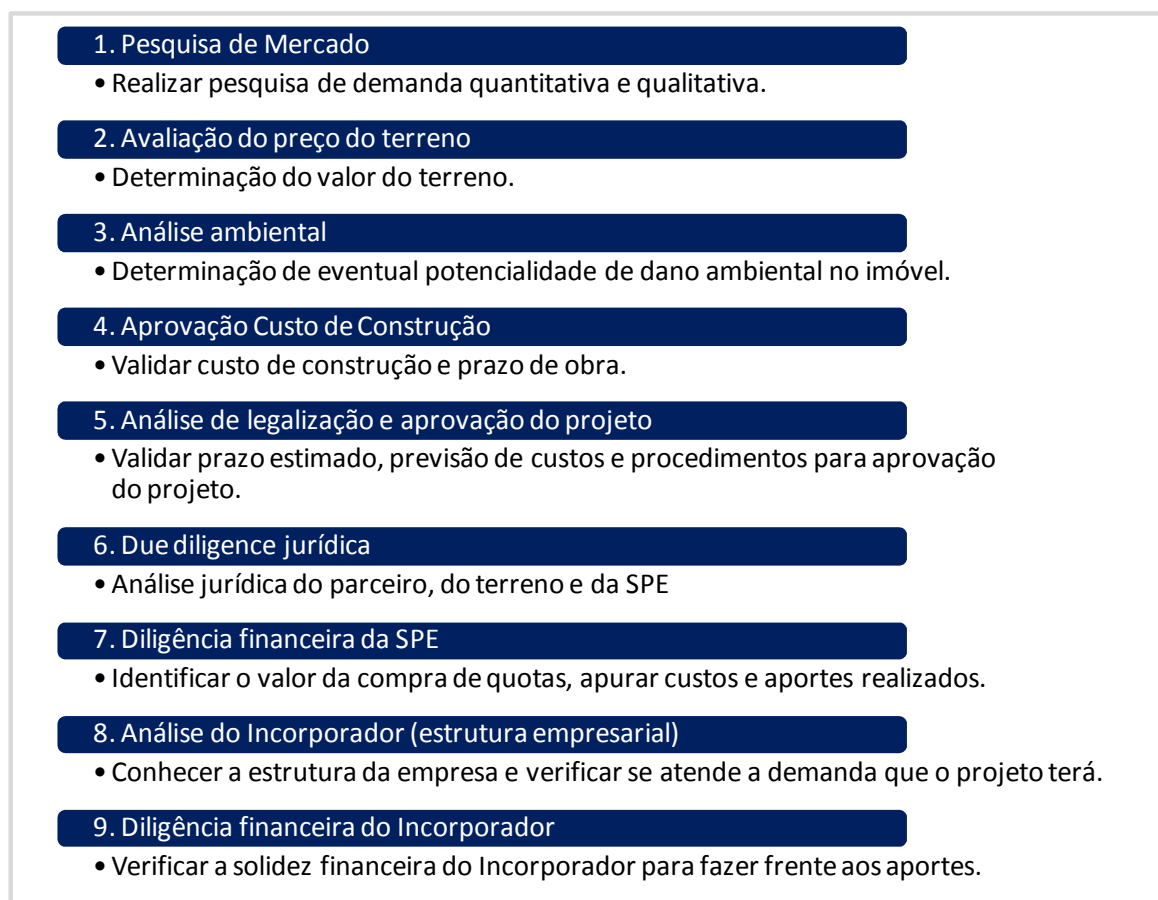 1. Pesquisa de Mercado
• Realizar pesquisa de demanda quantitativa e qualitativa.
2. Avaliação do preço do terreno
• Determinação do valor do terreno.
3. Análise ambiental
• Determinação de eventual potencialidade de dano ambiental no imóvel.
4. Aprovação Custo de Construção
• Validar custo de construção e prazo de obra.
5. Análise de legalização e aprovação do projeto
• Validar prazo estimado, previsão de custos e procedimentos para aprovação
do projeto.
6. Due diligence jurídica
• Análise jurídica do parceiro, do terreno e da SPE
7. Diligência financeira da SPE
• Identificar o valor da compra de quotas, apurar custos e aportes realizados.
8. Análise do Incorporador (estrutura empresarial)
• Conhecer a estrutura da empresa e verificar se atende a demanda que o projeto terá.
9. Diligência financeira do Incorporador
• Verificar a solidez financeira do Incorporador para fazer frente aos aportes.